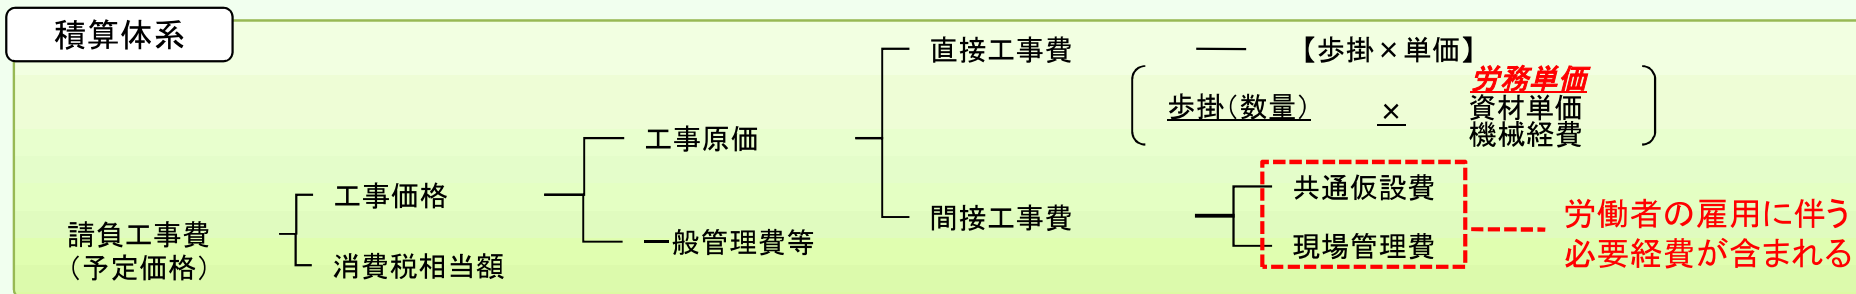 積算体系
直接工事費
【歩掛×単価】
歩掛(数量)
×
労務単価
資材単価
機械経費
工事原価
間接工事費
共通仮設費
現場管理費
労働者の雇用に伴う
必要経費が含まれる
工事価格
一般管理費等
請負工事費
(予定価格)
消費税相当額